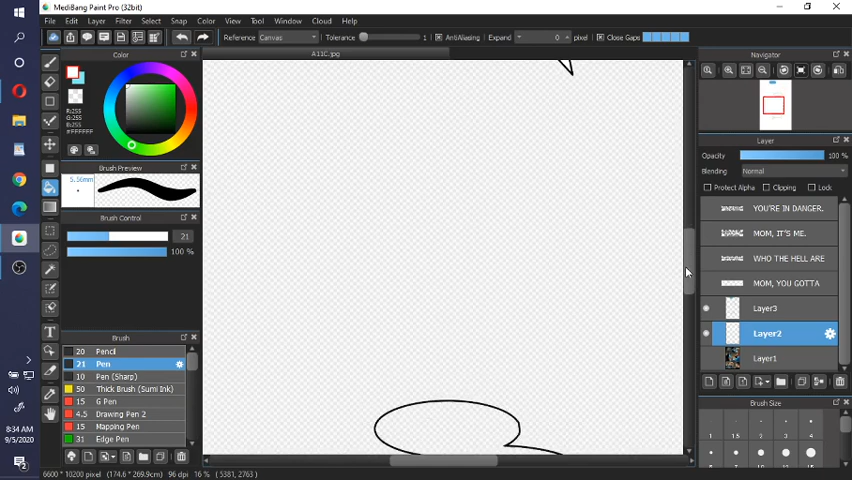 MediBang Paint Pro (32bit)
File Edit Layer Filter Select Snap Color View Tool Window Cloud Help
Reference Canvas Tolerance 1 AntiAliasing Expand 0 pixel Close Gaps
Color
A11C.jpg
Navigator
R:255
G:255
B:255
#FFFFFF
Layer
Opacity 100 %
Brush Preview
Blending Normal
5.56mm
Protect Alpha Clipping Lock
YOU'RE IN DANGER.
Brush Control
MOM, IT'S ME.
21
100 %
WHO THE HELL ARE
MOM, YOU GOTTA
Layer3
Layer2
Layer1
Brush
20 Pencil
21 Pen
10 Pen (Sharp)
50 Thick Brush (Sumi Ink)
15 G Pen
4.5 Drawing Pen 2
15 Mapping Pen
31 Edge Pen
Brush Size
1 1.5 2 3 4
5 7 10 12 15
8:34 AM
9/5/2020
2
6600 * 10200 pixel (174.6 * 269.9cm) 96 dpi 16 % ( 5381, 2763)